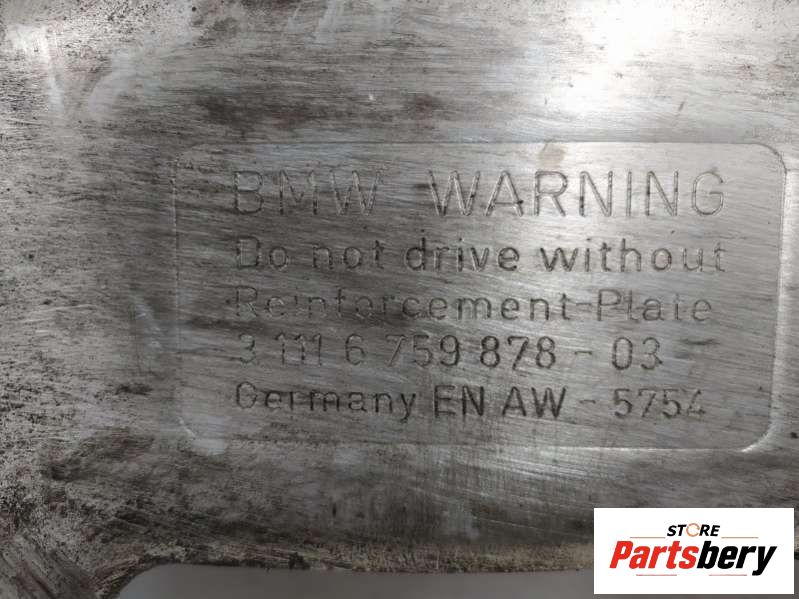 BMW WARNING
Do not drive without
Reinforcement-Plate
3 111 6 759 878 - 03
Germany EN AW - 5754
STORE
Partsbery